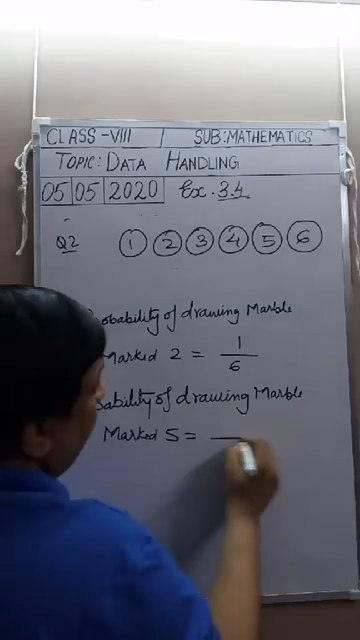 CLASS-VIII | SUB: MATHEMATICS
TOPIC: DATA HANDLING
05 05 2020 Ex. 3.4
Q2 1 2 3 4 5 6
obability of drawing Marble
Marked 2 = 1/6
bability of drawing Marble
Marked 5 =